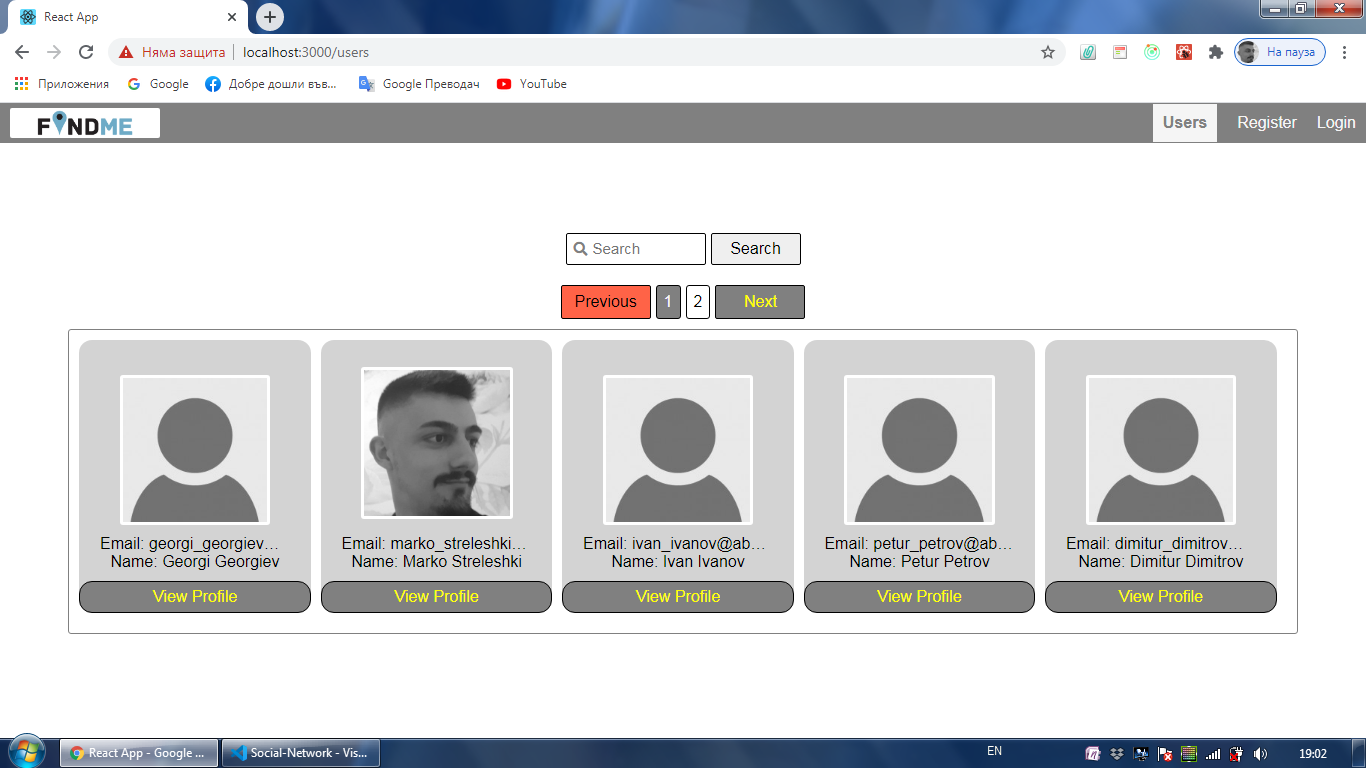 React App
Няма защита
localhost:3000/users
На пауза
Приложения
Google
Добре дошли във...
Google Преводач
YouTube
FINDME
Users
Register
Login
Search
Search
Previous
1
2
Next
Email: georgi_georgiev...
Name: Georgi Georgiev
View Profile
Email: marko_streleshki...
Name: Marko Streleshki
View Profile
Email: ivan_ivanov@ab...
Name: Ivan Ivanov
View Profile
Email: petur_petrov@ab...
Name: Petur Petrov
View Profile
Email: dimitur_dimitrov...
Name: Dimitur Dimitrov
View Profile
React App - Google ...
Social-Network - Vis...
EN
19:02